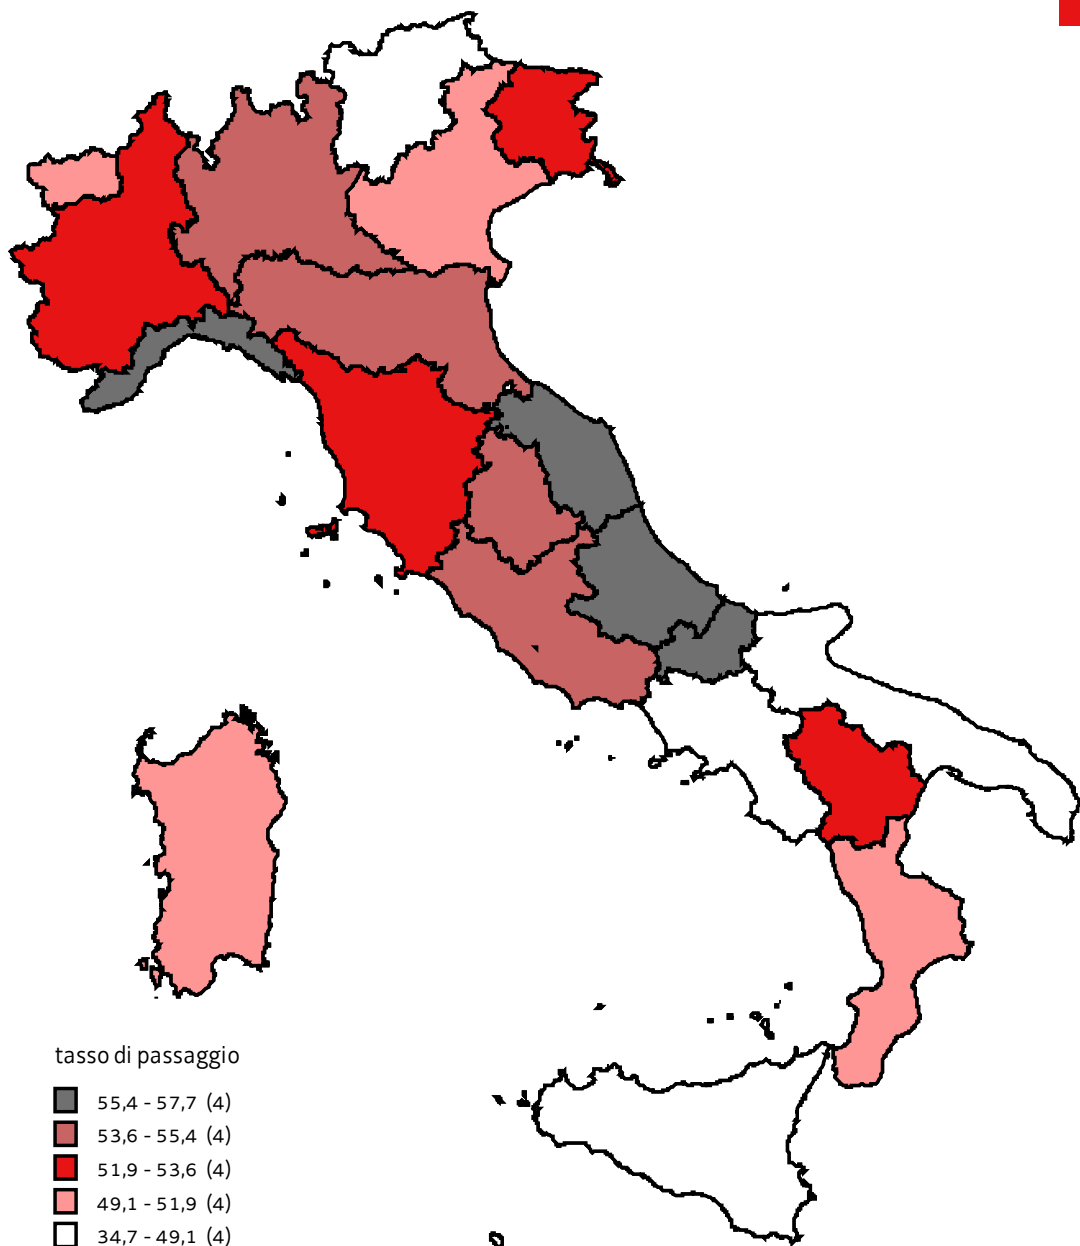 tasso di passaggio
55,4 - 57,7 (4)
53,6 - 55,4 (4)
51,9 - 53,6 (4)
49,1 - 51,9 (4)
34,7 - 49,1 (4)